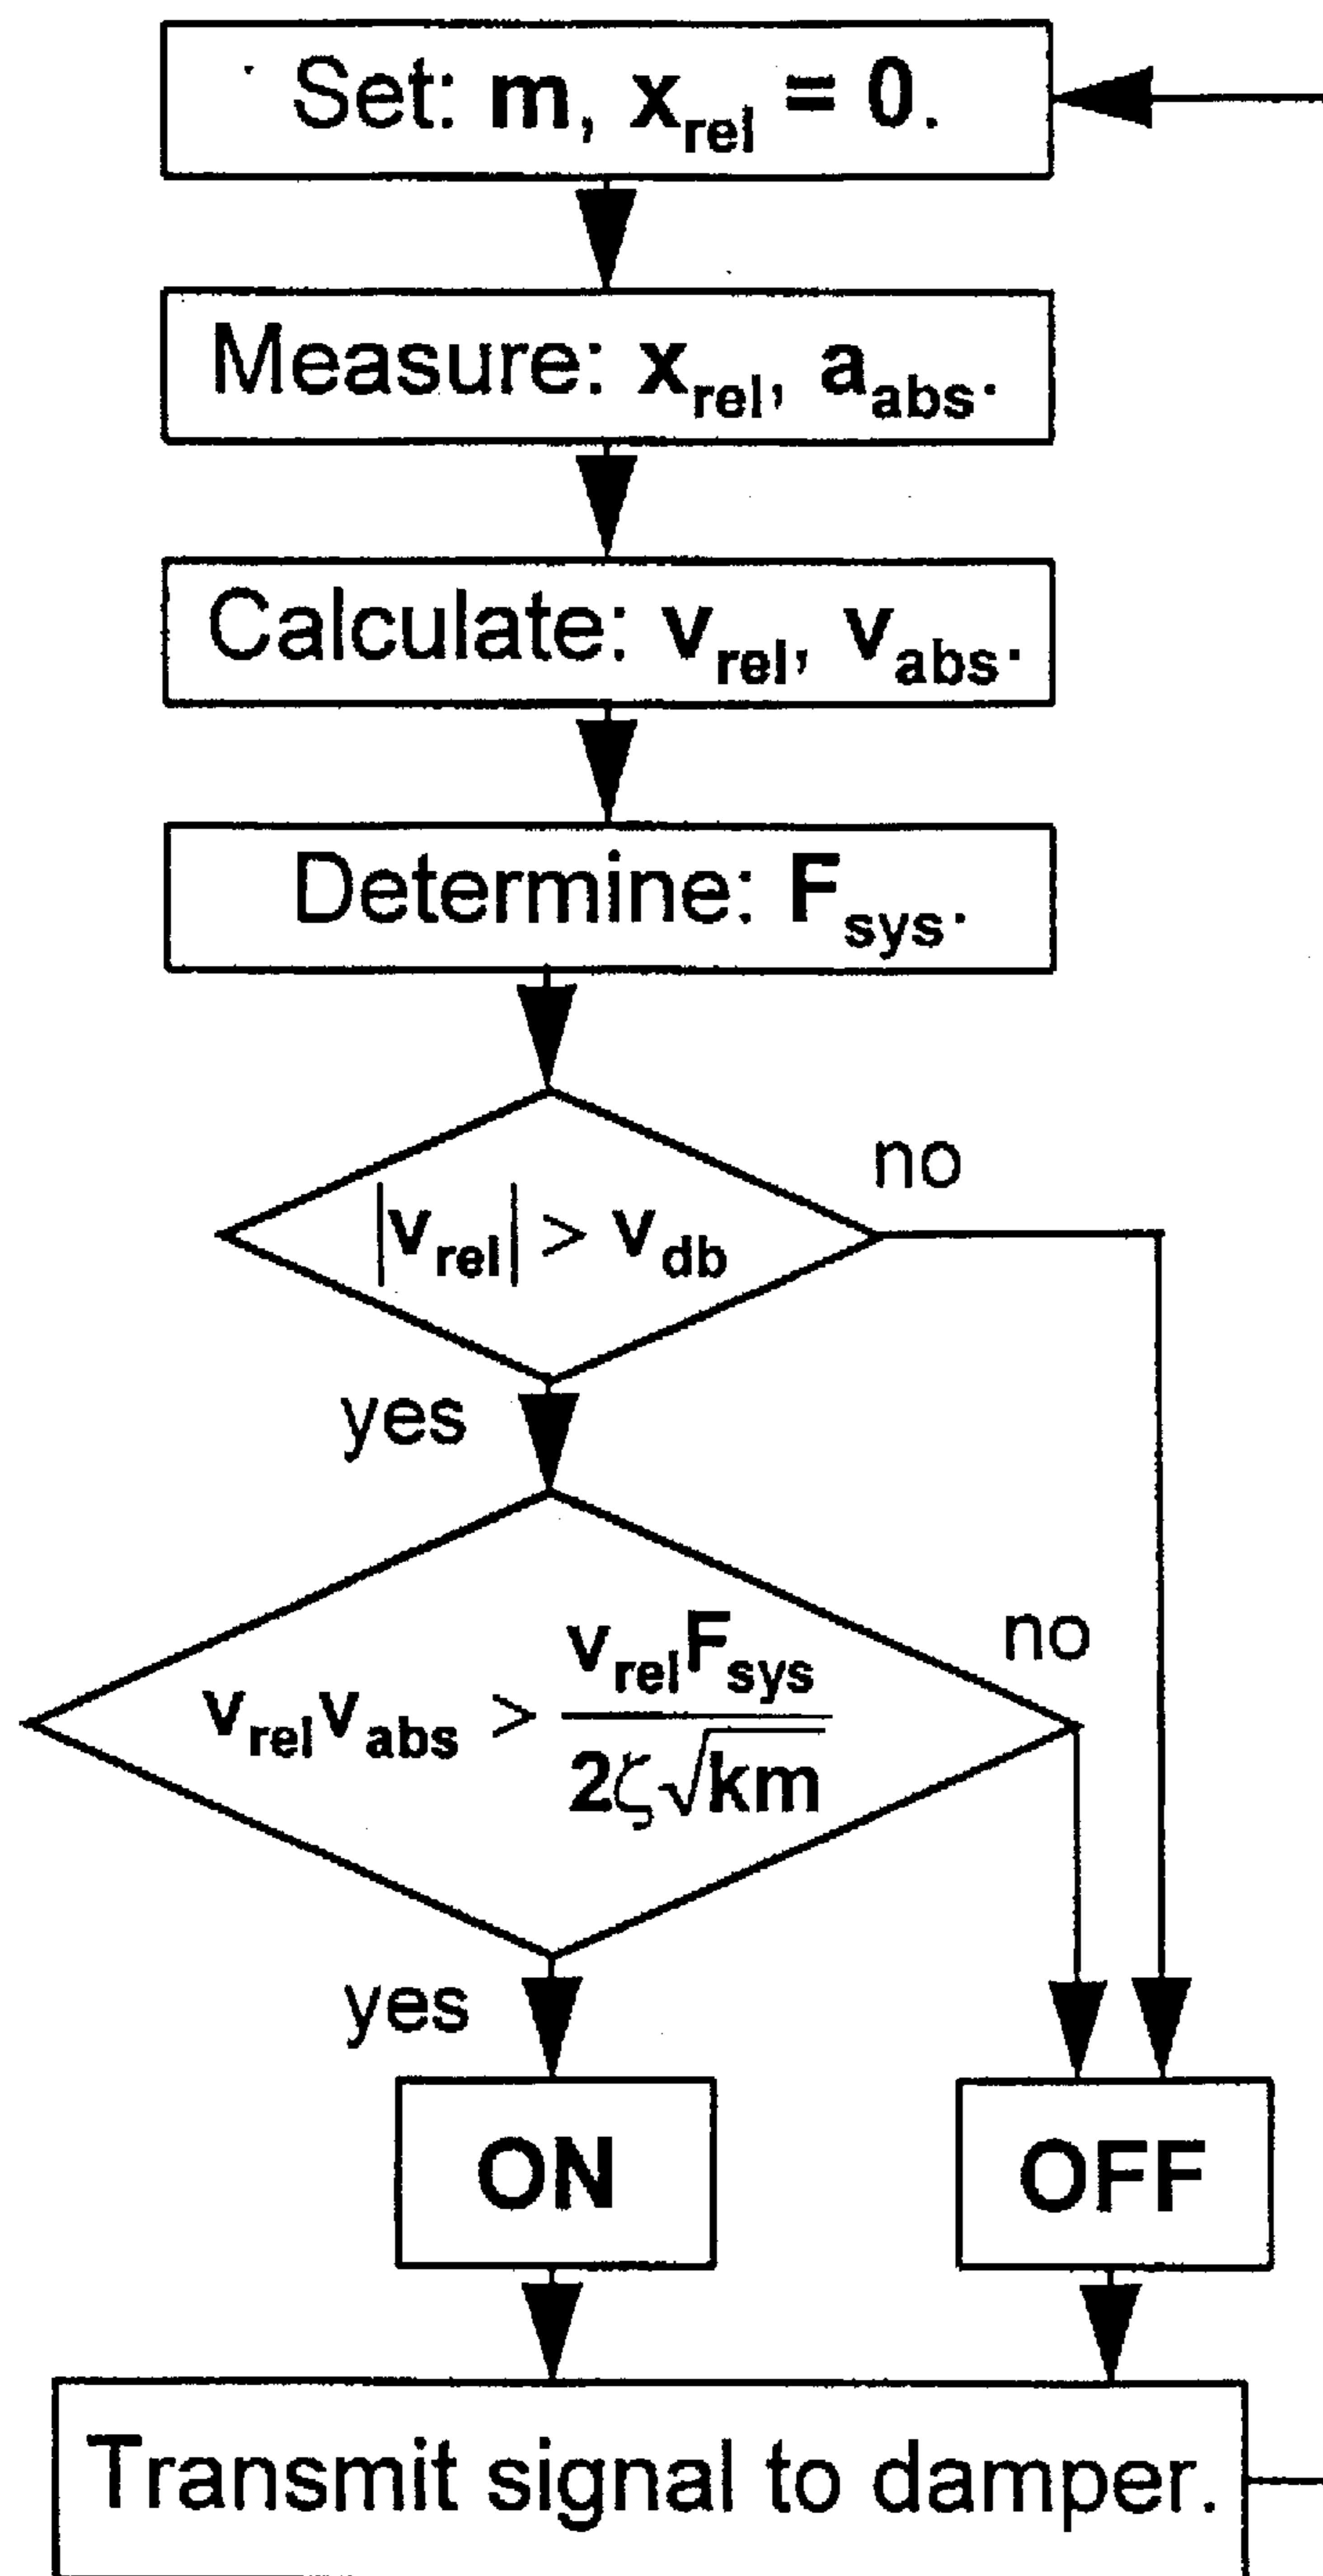 Set: m, x_rel = 0.
Measure: x_rel, a_abs.
Calculate: v_rel, v_abs.
Determine: F_sys.
no
|v_rel| > v_db
yes
no
v_rel v_abs > v_rel F_sys / 2ζ√km
yes
ON
OFF
Transmit signal to damper.